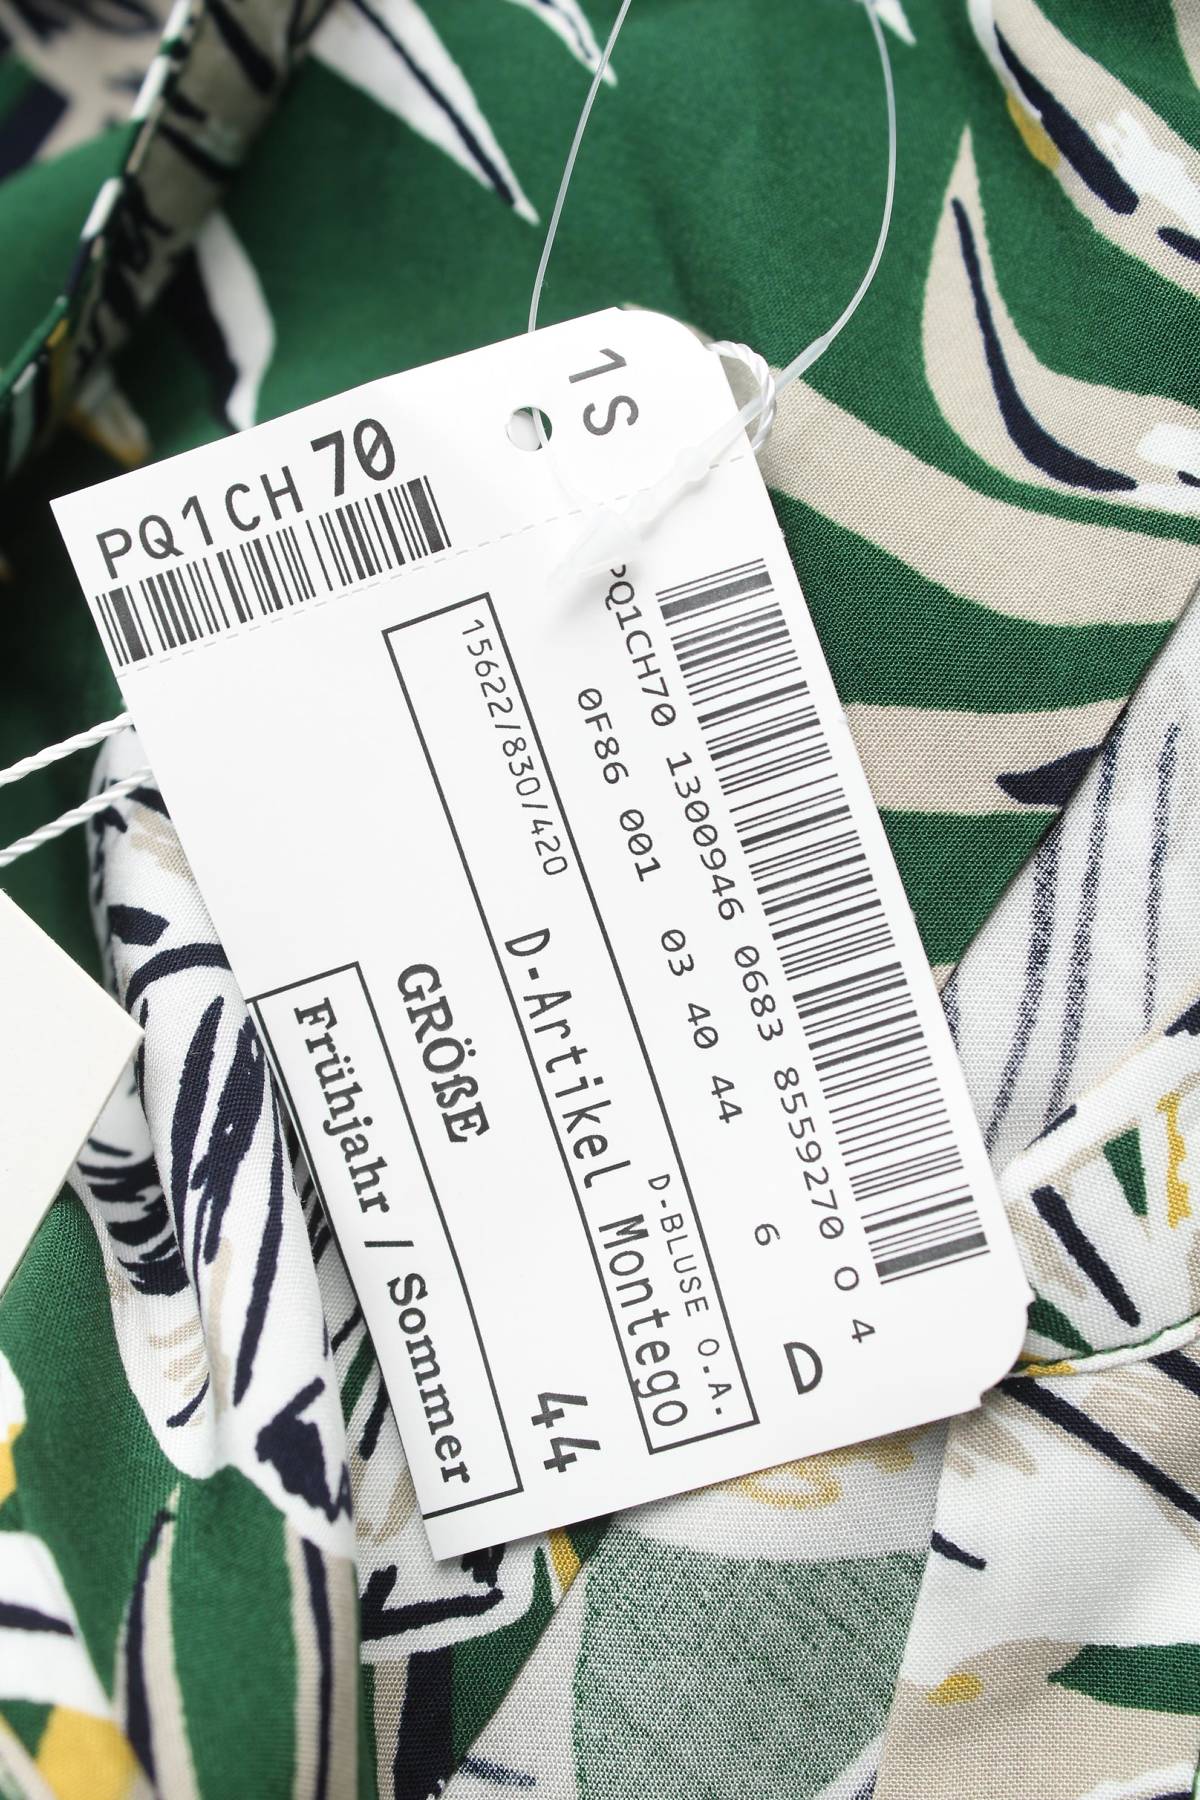 1S
PQ1CH 70
PQ1CH70 1300946 0683 8559270 0 4
0F86 001 03 40 44 6 D
D-BLUSE O.A.
15622/830/420
D-Artikel Montego
GRÖßE 44
Frühjahr / Sommer